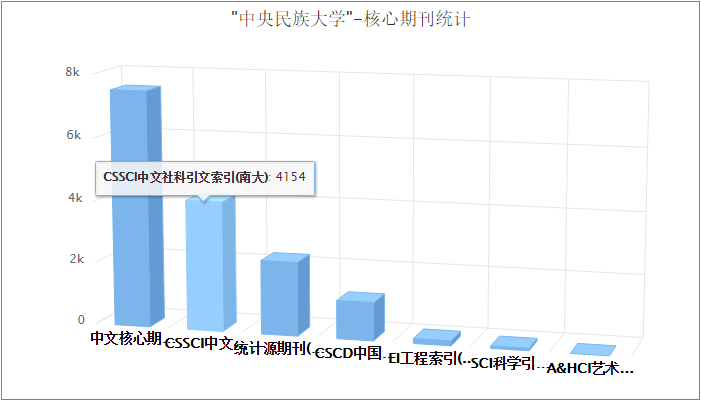 "中央民族大学"-核心期刊统计
8k
6k
4k
2k
0
CSSCI中文社科引文索引(南大): 4154
中文核心期...
CSSCI中文...
统计源期刊(...
CSCD中国...
EI工程索引(...
SCI科学引...
A&HCI艺术...